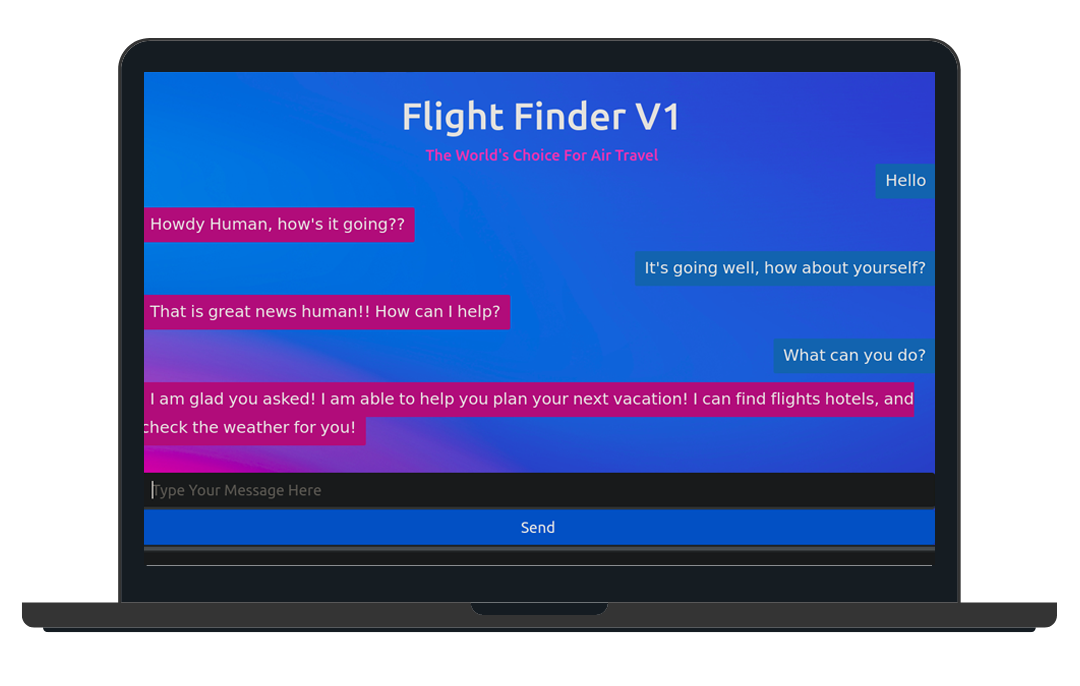 Flight Finder V1
The World's Choice For Air Travel
Hello
Howdy Human, how's it going??
It's going well, how about yourself?
That is great news human!! How can I help?
What can you do?
I am glad you asked! I am able to help you plan your next vacation! I can find flights hotels, and
check the weather for you!
Type Your Message Here
Send